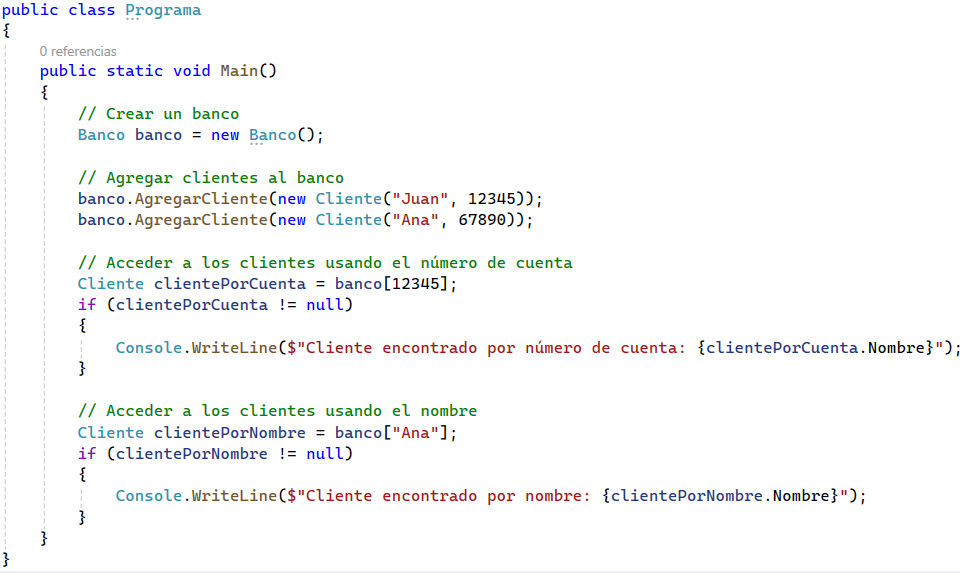 public class Programa
{
0 referencias
public static void Main()
{
// Crear un banco
Banco banco = new Banco();
// Agregar clientes al banco
banco.AgregarCliente(new Cliente("Juan", 12345));
banco.AgregarCliente(new Cliente("Ana", 67890));
// Acceder a los clientes usando el número de cuenta
Cliente clientePorCuenta = banco[12345];
if (clientePorCuenta != null)
{
Console.WriteLine($"Cliente encontrado por número de cuenta: {clientePorCuenta.Nombre}");
}
// Acceder a los clientes usando el nombre
Cliente clientePorNombre = banco["Ana"];
if (clientePorNombre != null)
{
Console.WriteLine($"Cliente encontrado por nombre: {clientePorNombre.Nombre}");
}
}
}